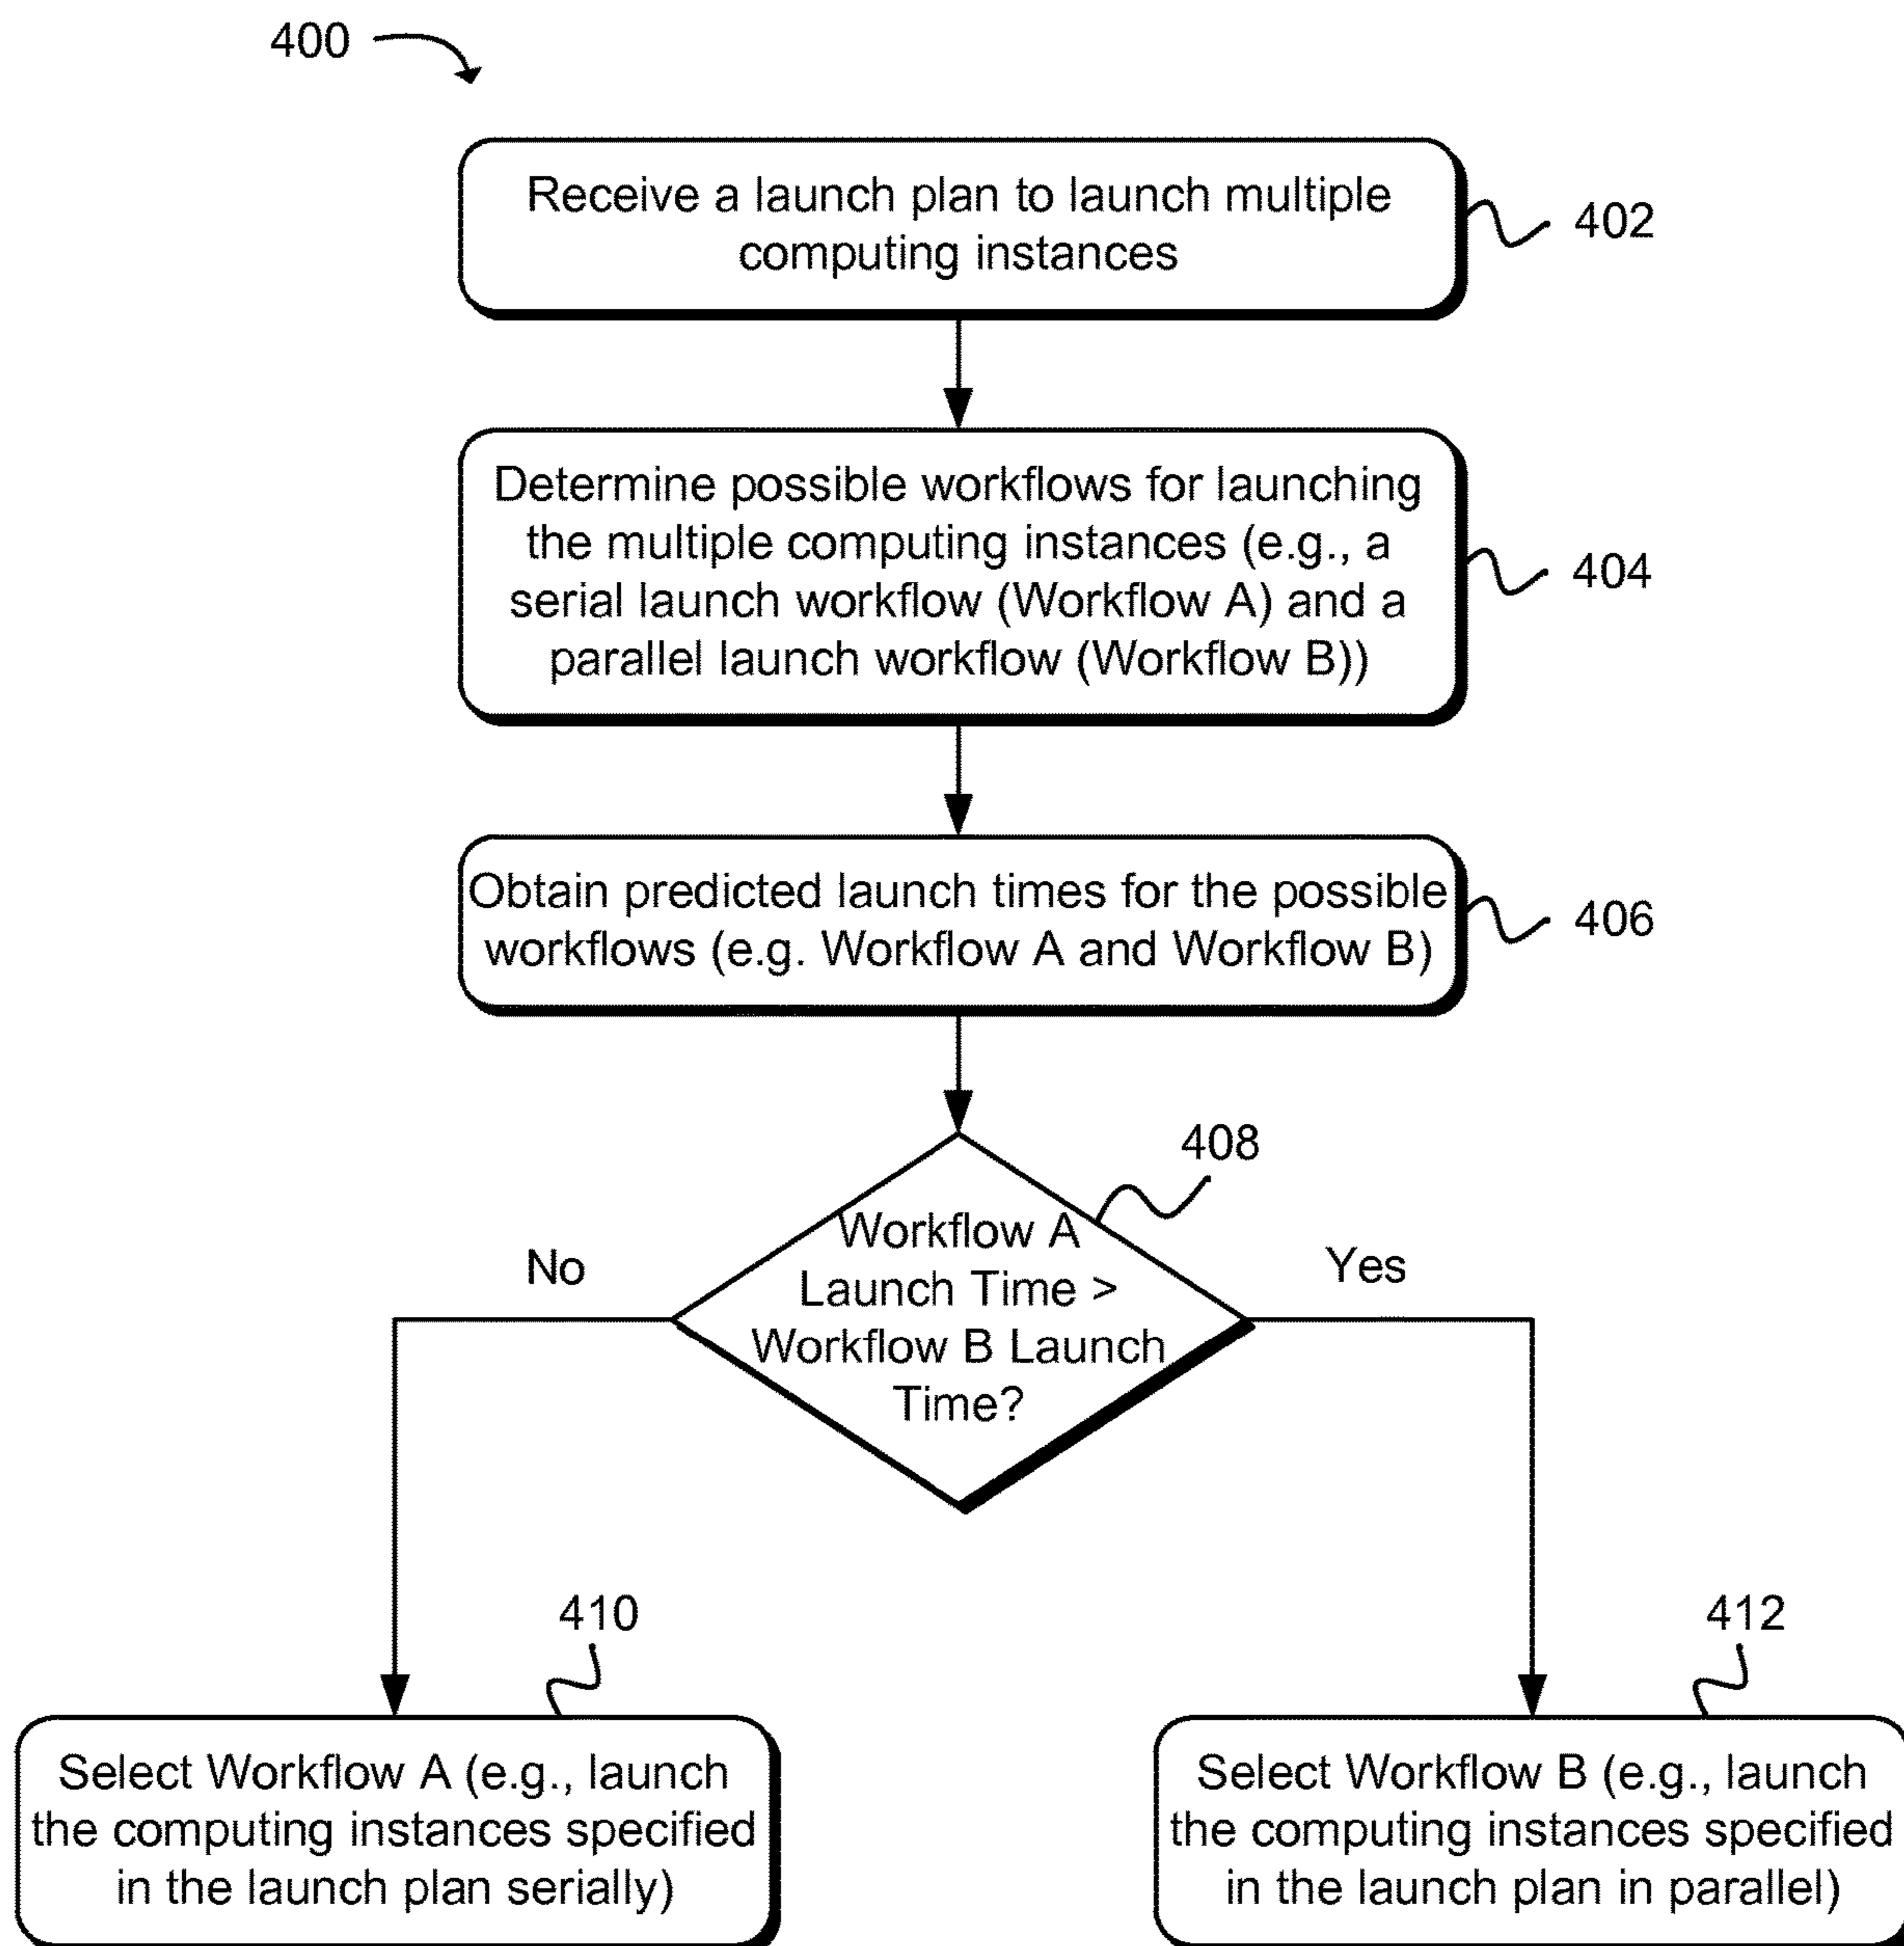 400
Receive a launch plan to launch multiple
computing instances
402
Determine possible workflows for launching
the multiple computing instances (e.g., a
serial launch workflow (Workflow A) and a
parallel launch workflow (Workflow B))
404
Obtain predicted launch times for the possible
workflows (e.g. Workflow A and Workflow B)
406
408
Workflow A
Launch Time >
Workflow B Launch
Time?
No
Yes
410
Select Workflow A (e.g., launch
the computing instances specified
in the launch plan serially)
412
Select Workflow B (e.g., launch
the computing instances specified
in the launch plan in parallel)